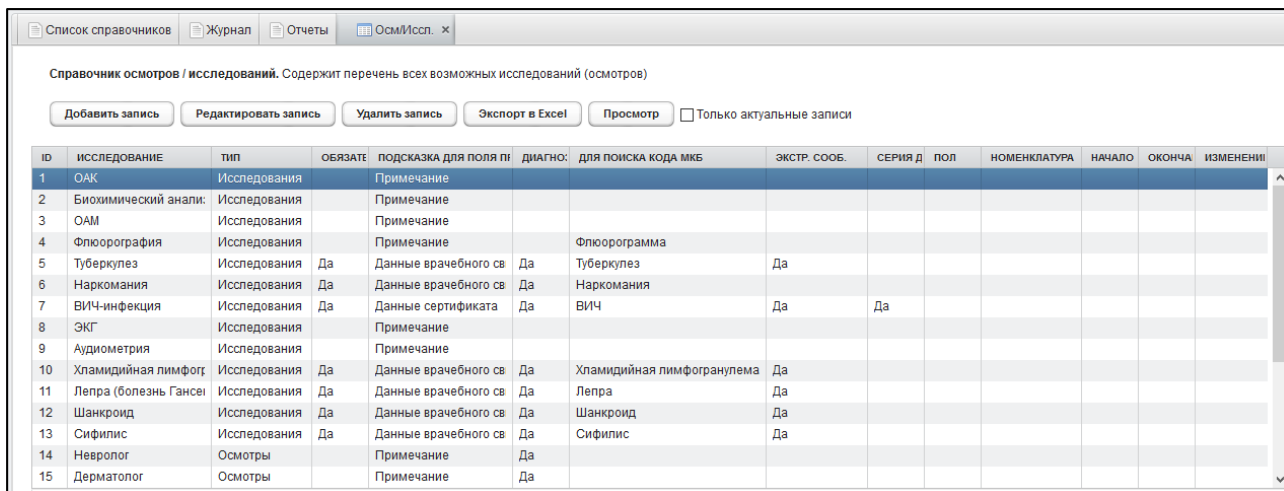 Список справочников Журнал Отчеты Осм/Иссл. ×
Справочник осмотров / исследований. Содержит перечень всех возможных исследований (осмотров)
Добавить запись Редактировать запись Удалить запись Экспорт в Excel Просмотр Только актуальные записи
ID ИССЛЕДОВАНИЕ ТИП ОБЯЗАТЕ ПОДСКАЗКА ДЛЯ ПОЛЯ ПР ДИАГНОЗ ДЛЯ ПОИСКА КОДА МКБ ЭКСТР. СООБ. СЕРИЯ Д ПОЛ НОМЕНКЛАТУРА НАЧАЛО ОКОНЧА ИЗМЕНЕНИ
1 ОАК Исследования Примечание
2 Биохимический анализ Исследования Примечание
3 ОАМ Исследования Примечание
4 Флюорография Исследования Примечание Флюорограмма
5 Туберкулез Исследования Да Данные врачебного св Да Туберкулез Да
6 Наркомания Исследования Да Данные врачебного св Да Наркомания
7 ВИЧ-инфекция Исследования Да Данные сертификата Да ВИЧ Да Да
8 ЭКГ Исследования Примечание
9 Аудиометрия Исследования Примечание
10 Хламидийная лимфогр Исследования Да Данные врачебного св Да Хламидийная лимфогранулема Да
11 Лепра (болезнь Гансен Исследования Да Данные врачебного св Да Лепра Да
12 Шанкроид Исследования Да Данные врачебного св Да Шанкроид Да
13 Сифилис Исследования Да Данные врачебного св Да Сифилис Да
14 Невролог Осмотры Примечание Да
15 Дерматолог Осмотры Примечание Да